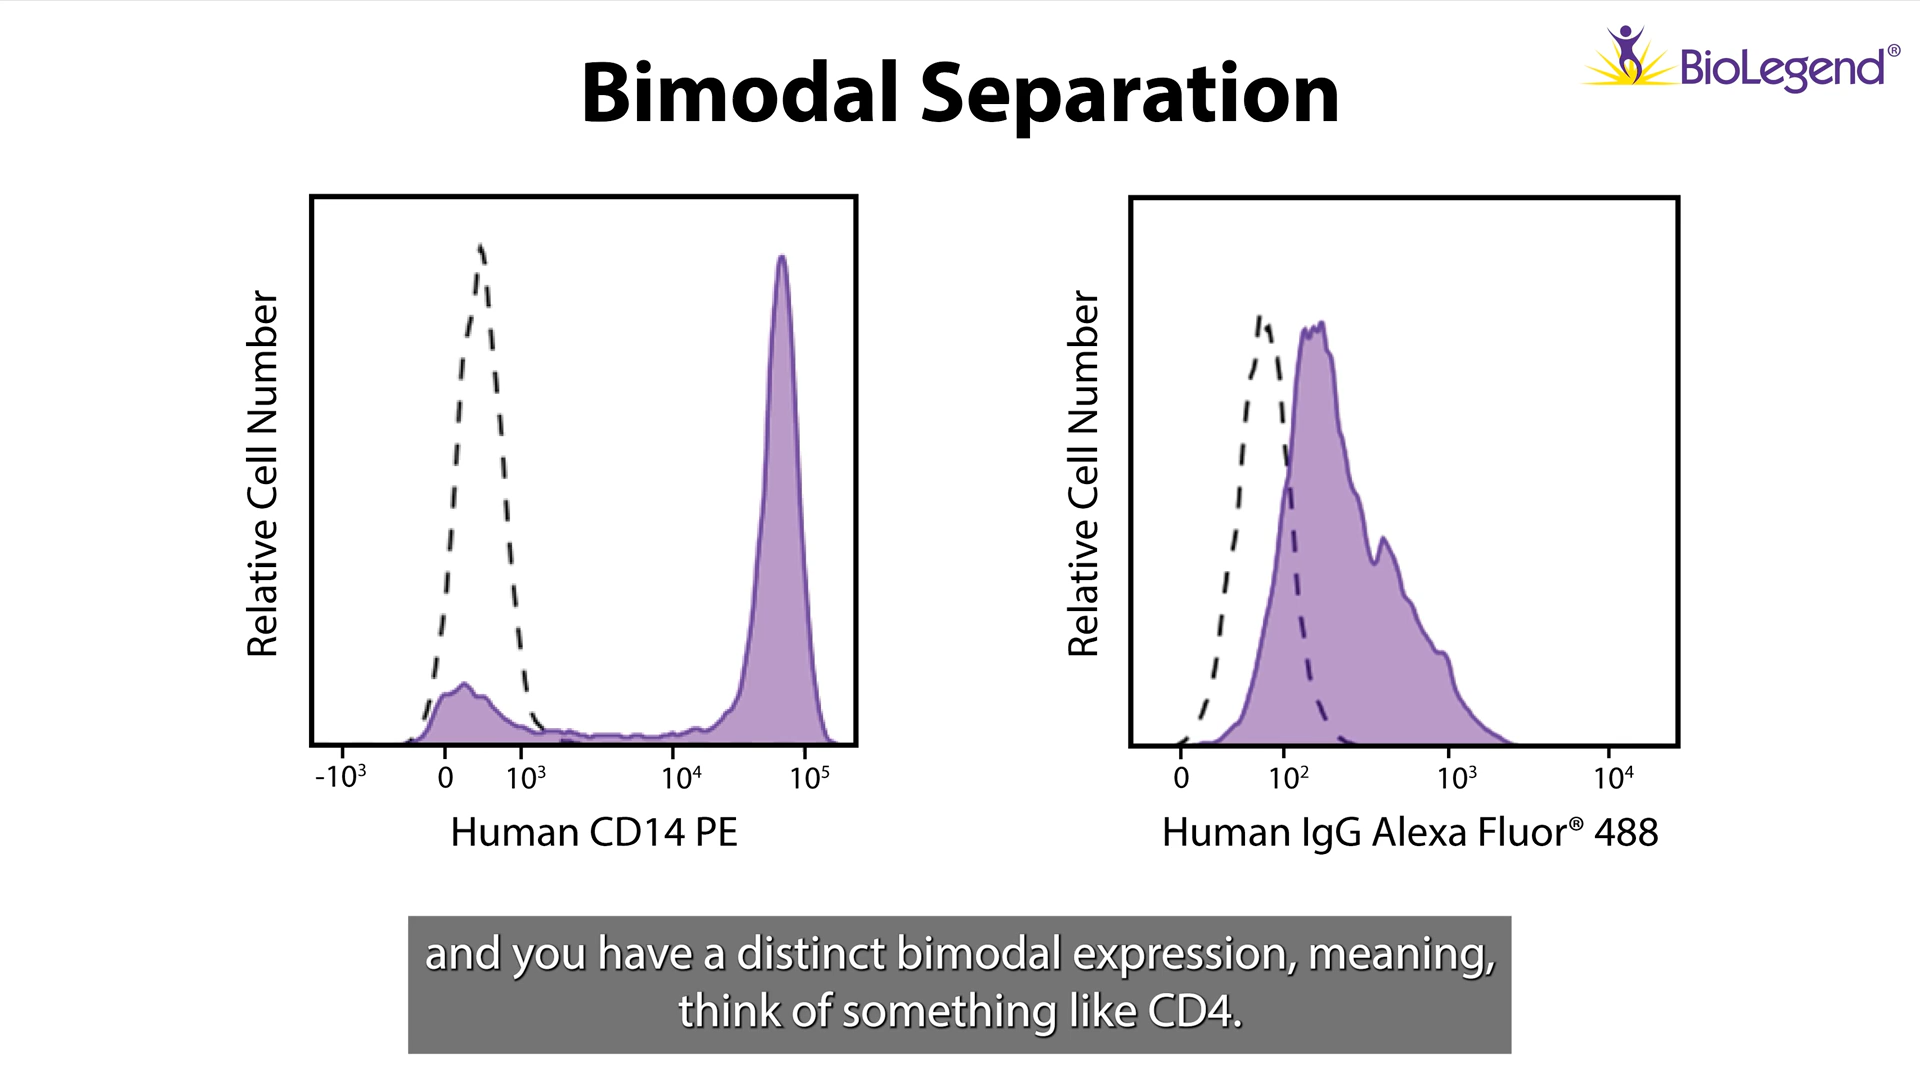 Bimodal Separation
BioLegend®
Relative Cell Number
-10³ 0 10³ 10⁴ 10⁵
Human CD14 PE
Relative Cell Number
0 10² 10³ 10⁴
Human IgG Alexa Fluor® 488
and you have a distinct bimodal expression, meaning,
think of something like CD4.